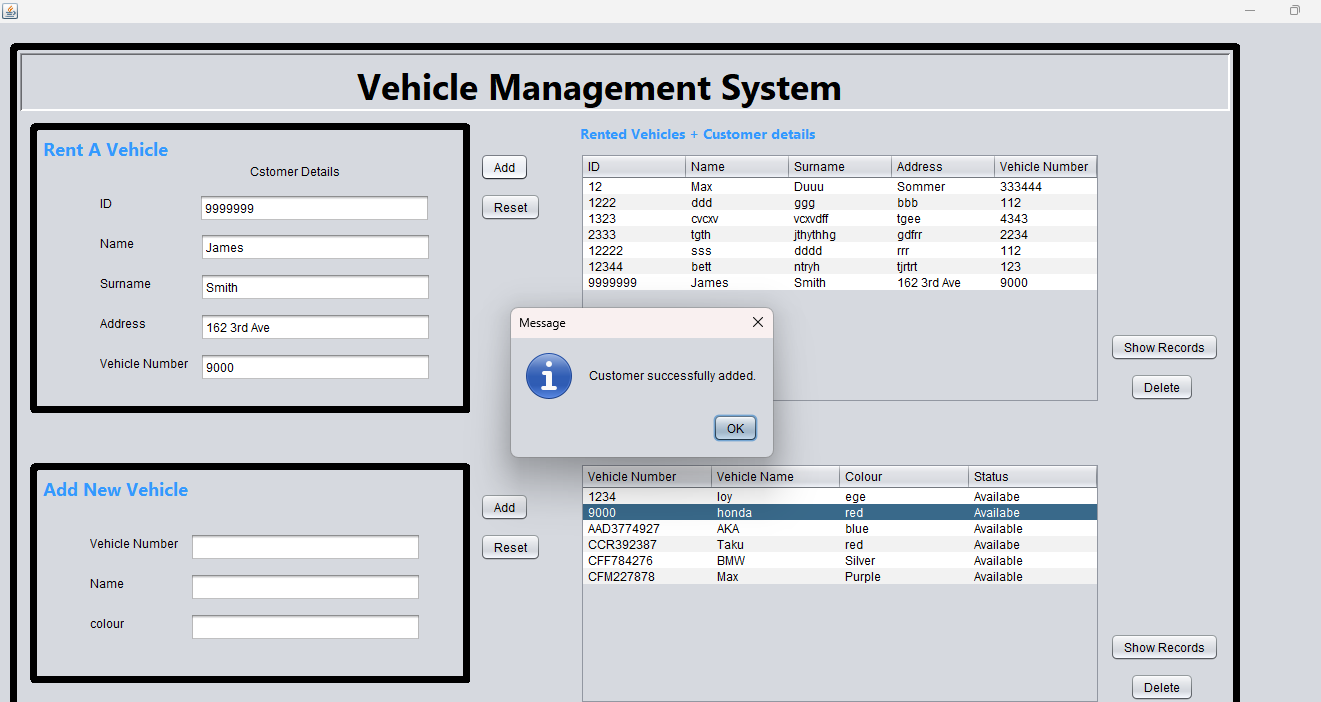 Vehicle Management System
Rent A Vehicle
Cstomer Details
ID 9999999
Name James
Surname Smith
Address 162 3rd Ave
Vehicle Number 9000
Add
Reset
Rented Vehicles + Customer details
ID Name Surname Address Vehicle Number
12 Max Duuu Sommer 333444
1222 ddd ggg bbb 112
1323 cvcxv vcxvdff tgee 4343
2333 tgth jthythhg gdfrr 2234
12222 sss dddd rrr 112
12344 bett ntryh tjrtrt 123
9999999 James Smith 162 3rd Ave 9000
Show Records
Delete
Message
Customer successfully added.
OK
Add New Vehicle
Vehicle Number
Name
colour
Add
Reset
Vehicle Number Vehicle Name Colour Status
1234 loy ege Availabe
9000 honda red Availabe
AAD3774927 AKA blue Available
CCR392387 Taku red Availabe
CFF784276 BMW Silver Available
CFM227878 Max Purple Available
Show Records
Delete